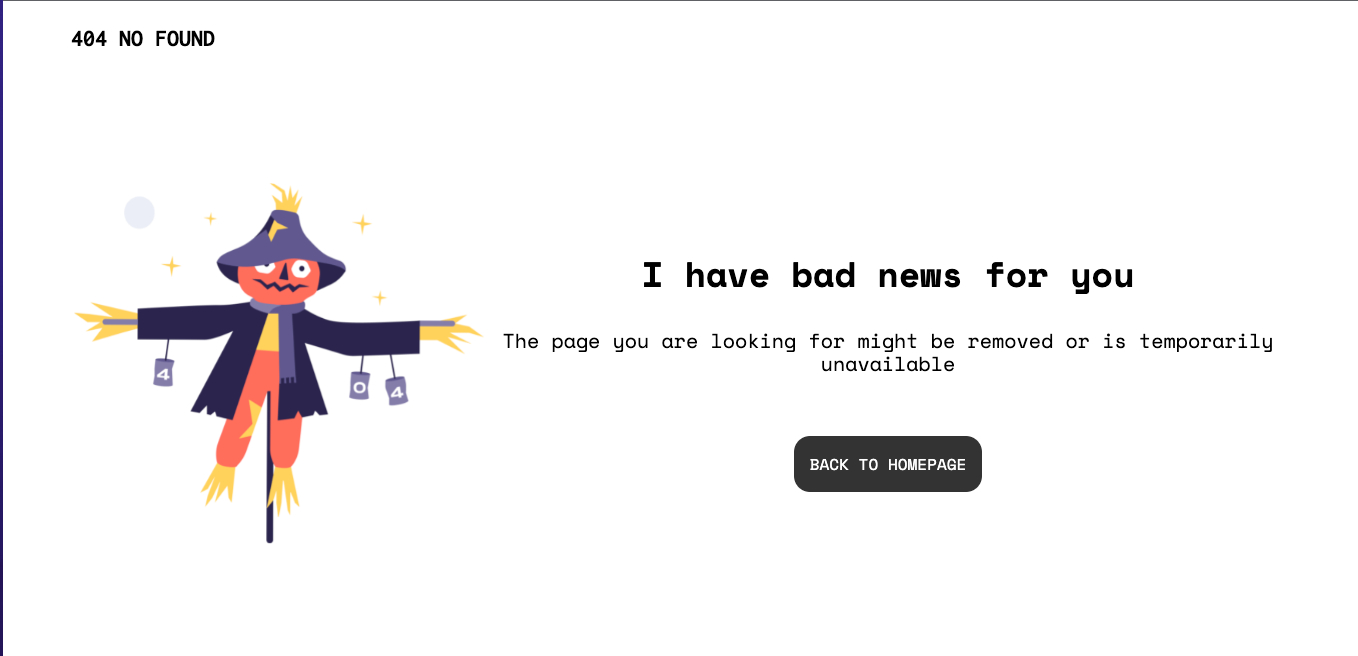 404 NO FOUND
I have bad news for you
The page you are looking for might be removed or is temporarily
unavailable
4
0
4
BACK TO HOMEPAGE